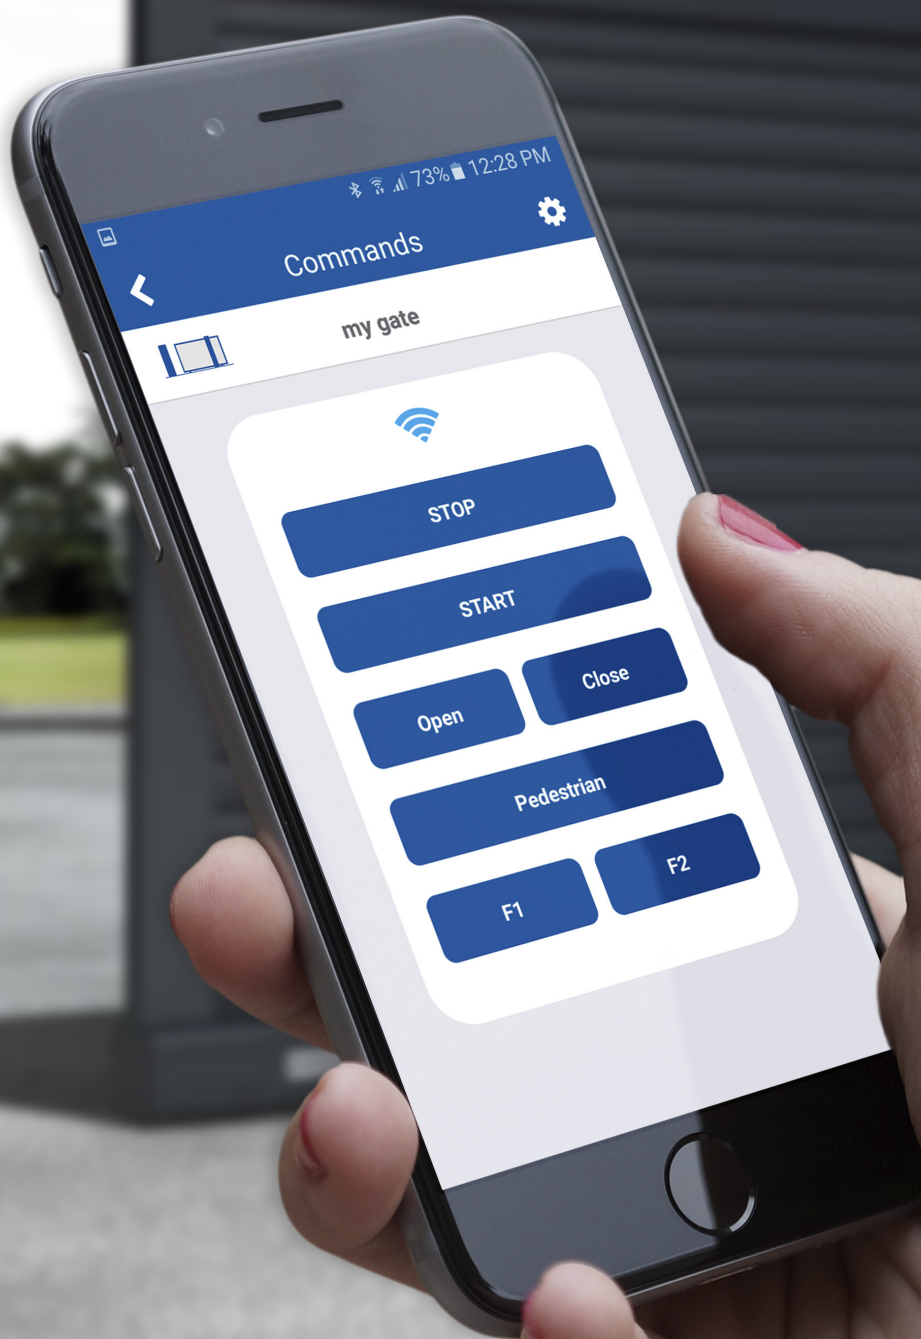 73% 12:28 PM
Commands
my gate
STOP
START
Open Close
Pedestrian
F1 F2